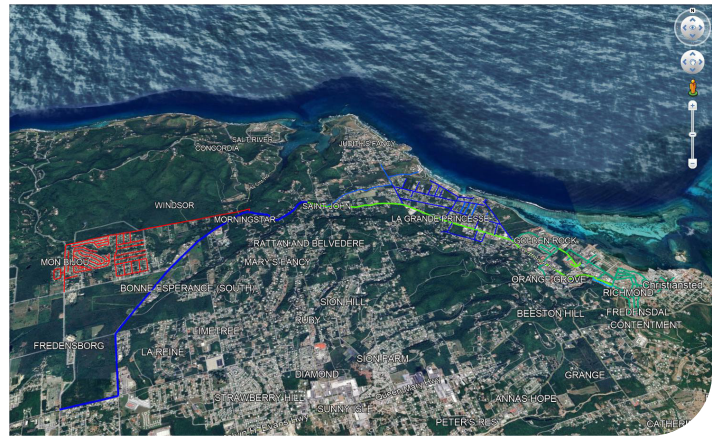 N
SALT RIVER
CONCORDIA
JUDITH'S FANCY
WINDSOR
SAINT JOHN
MORNINGSTAR
LA GRANDE PRINCESSE
RATTAN AND BELVEDERE
GOLDEN ROCK
MON BIJOU
MARY'S FANCY
ORANGE GROVE
Christiansted
BONNE ESPERANCE (SOUTH)
RICHMOND
SION HILL
FREDENSDAL
RUBY
BEESTON HILL
CONTENTMENT
TIMETREE
FREDENSBORG
LA REINE
SION FARM
DIAMOND
GRANGE
STRAWBERRY HILL
SUNNY ISLE
ANNAS HOPE
PETER'S REST